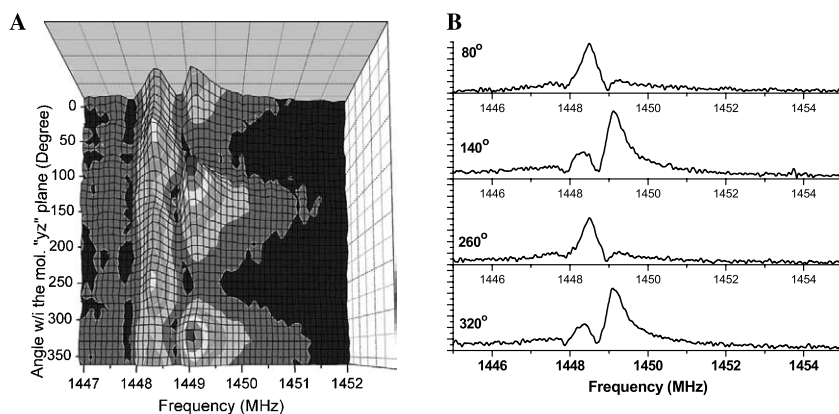 A
B
0
50
100
150
200
250
300
350
Angle w/i the mol. "yz" plane (Degree)
1447 1448 1449 1450 1451 1452
Frequency (MHz)
80°
1446 1448 1450 1452 1454
140°
1446 1448 1450 1452 1454
260°
1446 1448 1450 1452 1454
320°
1446 1448 1450 1452 1454
Frequency (MHz)